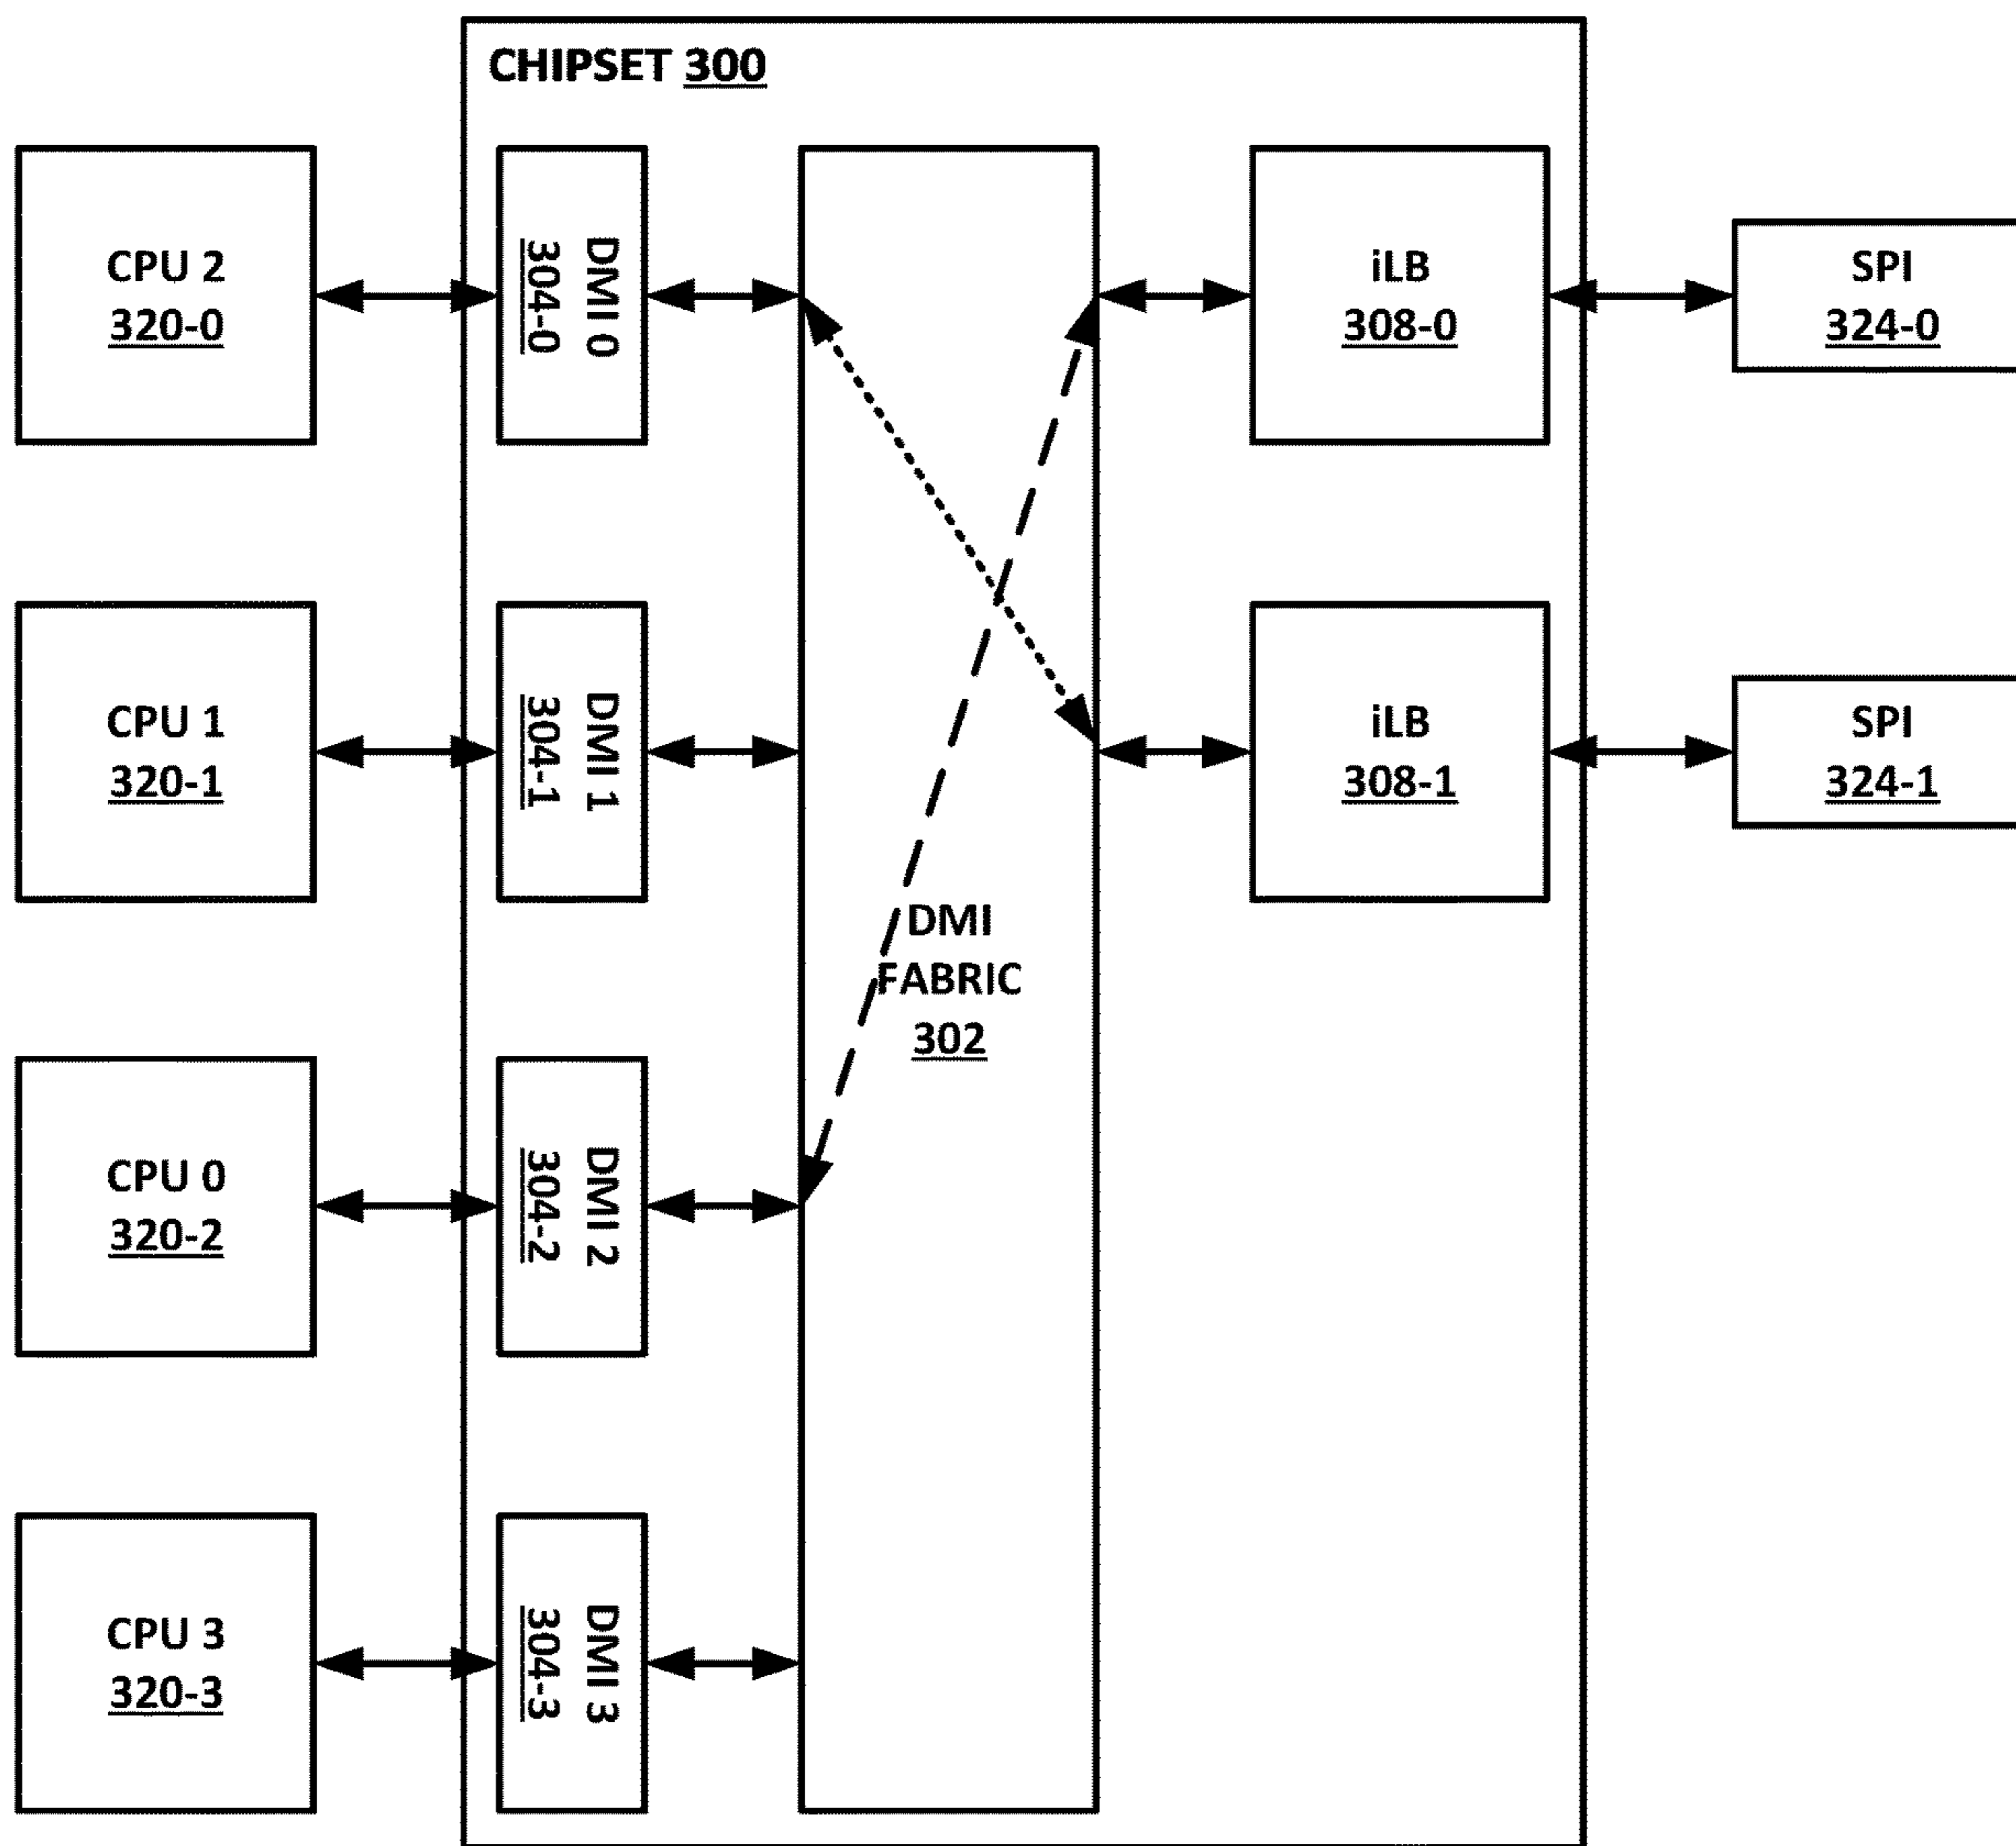 CHIPSET 300
CPU 2
320-0
DMI 0
304-0
iLB
308-0
SPI
324-0
CPU 1
320-1
DMI 1
304-1
iLB
308-1
SPI
324-1
DMI
FABRIC
302
CPU 0
320-2
DMI 2
304-2
CPU 3
320-3
DMI 3
304-3